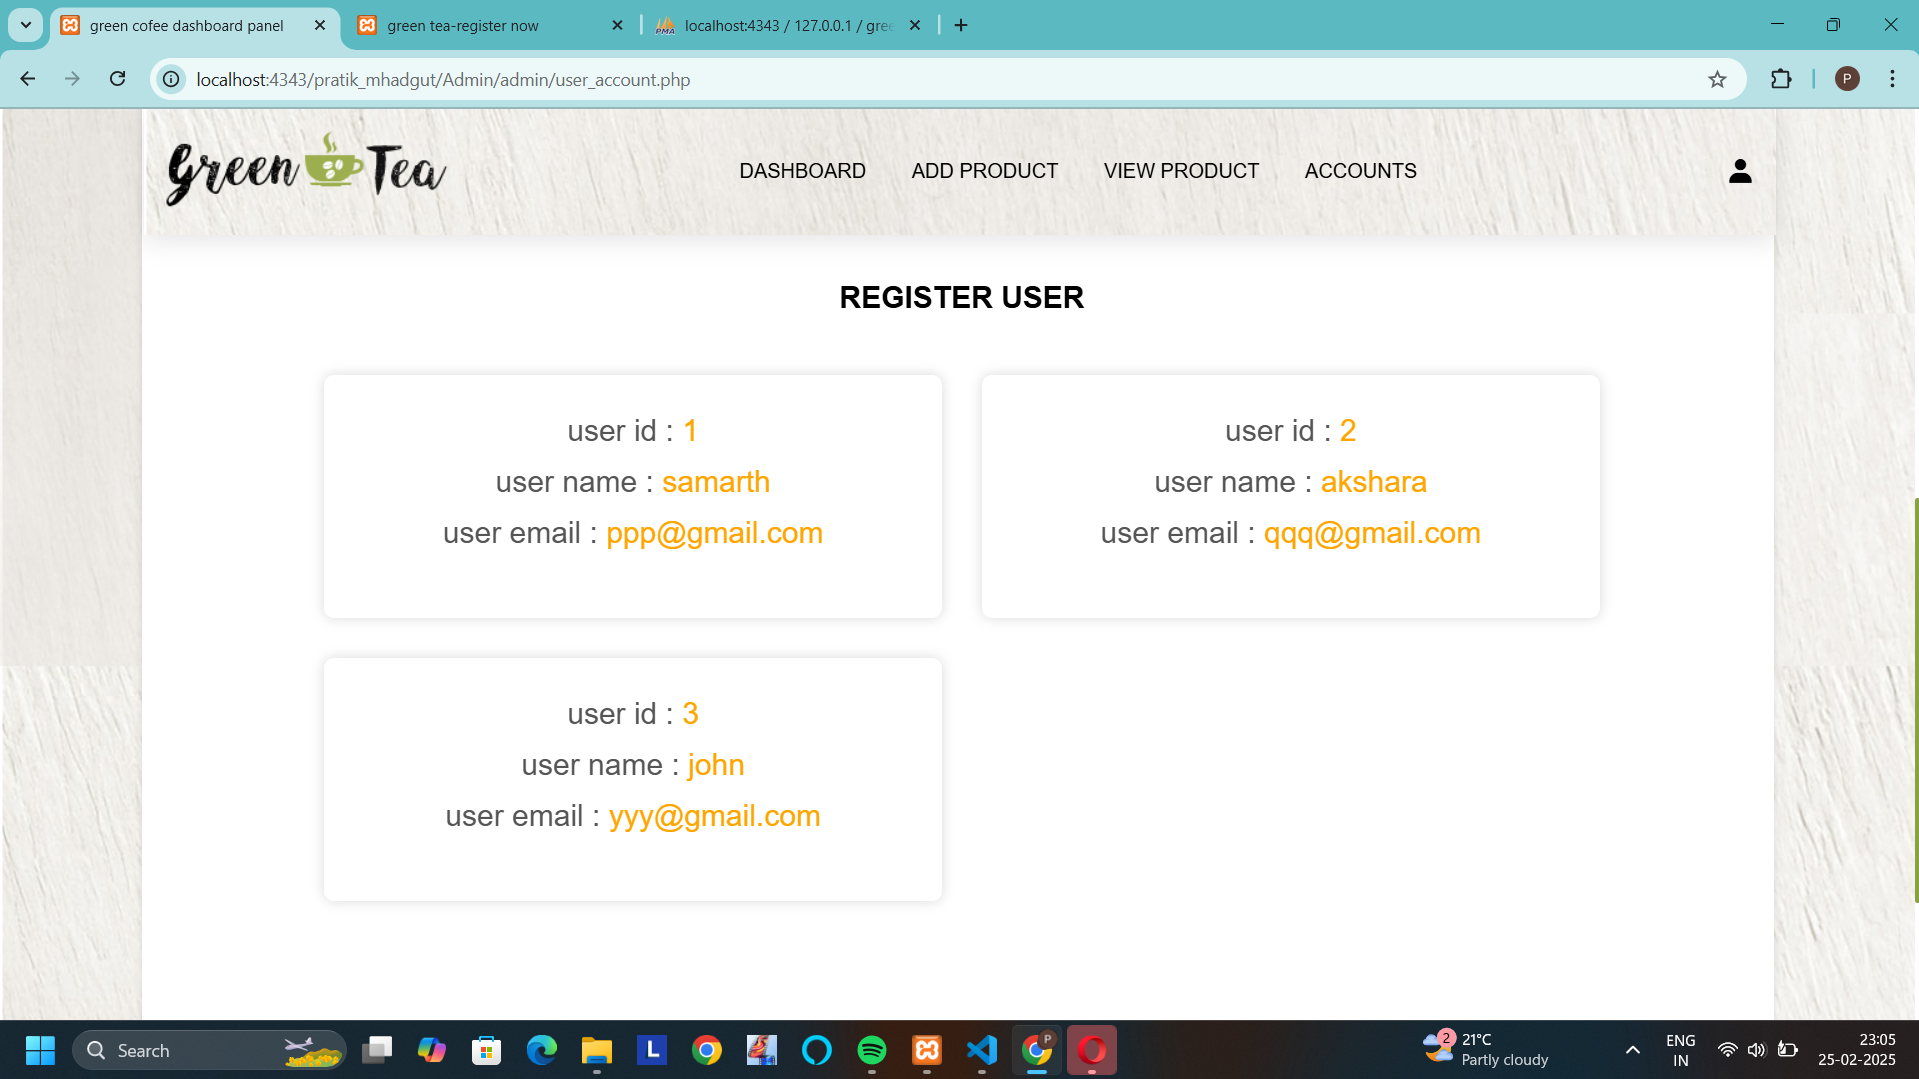 green cofee dashboard panel
green tea-register now
PMA
localhost:4343 / 127.0.0.1 / gree
localhost:4343/pratik_mhadgut/Admin/admin/user_account.php
P
Green Tea
DASHBOARD
ADD PRODUCT
VIEW PRODUCT
ACCOUNTS
REGISTER USER
user id : 1
user name : samarth
user email : ppp@gmail.com
user id : 2
user name : akshara
user email : qqq@gmail.com
user id : 3
user name : john
user email : yyy@gmail.com
Search
L
P
2
21°C
Partly cloudy
ENG
IN
23:05
25-02-2025